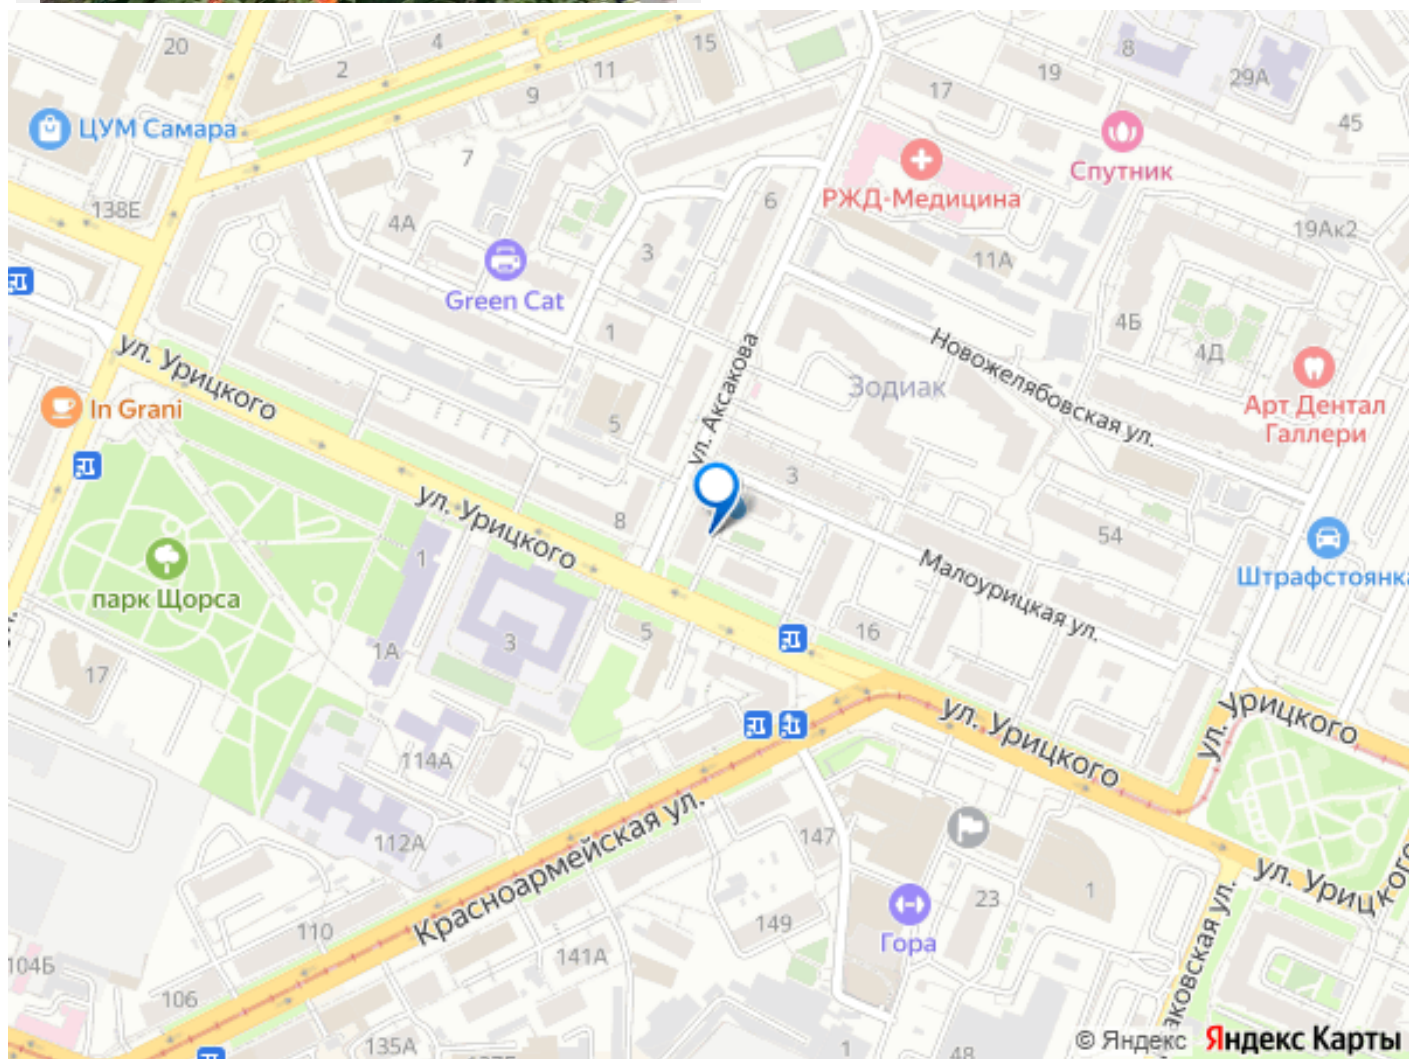 20
4
2
15
11
9
8
19
29А
17
45
ЦУМ Самара
7
Спутник
РЖД-Медицина
138Е
4А
6
3
19Ак2
11А
Green Cat
1
4Б
4Д
ул. Урицкого
ул. Аксакова
Новожелябовская ул.
Зодиак
In Grani
5
Арт Дентал
Галлери
3
ул. Урицкого
8
54
1
Малоурицкая ул.
Штрафстоянка
парк Щорса
1А
3
5
16
17
ул. Урицкого
ул. Урицкого
114А
Красноармейская ул.
112А
147
ул. Урицкого
23
1
110
149
Гора
141А
104Б
106
аковская ул.
135А
1
48
© Яндекс Яндекс Карты